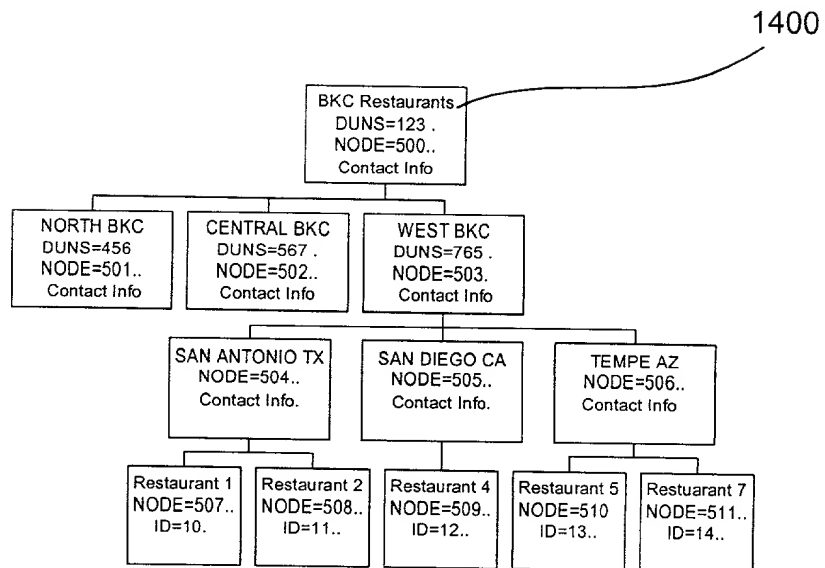 1400
BKC Restaurants
DUNS=123 .
NODE=500..
Contact Info
NORTH BKC
DUNS=456
NODE=501..
Contact Info
CENTRAL BKC
DUNS=567 .
NODE=502..
Contact Info
WEST BKC
DUNS=765 .
NODE=503.
Contact Info
SAN ANTONIO TX
NODE=504..
Contact Info.
SAN DIEGO CA
NODE=505..
Contact Info.
TEMPE AZ
NODE=506..
Contact Info
Restaurant 1
NODE=507..
ID=10.
Restaurant 2
NODE=508..
ID=11..
Restaurant 4
NODE=509..
ID=12..
Restaurant 5
NODE=510
ID=13..
Restuarant 7
NODE=511..
ID=14..